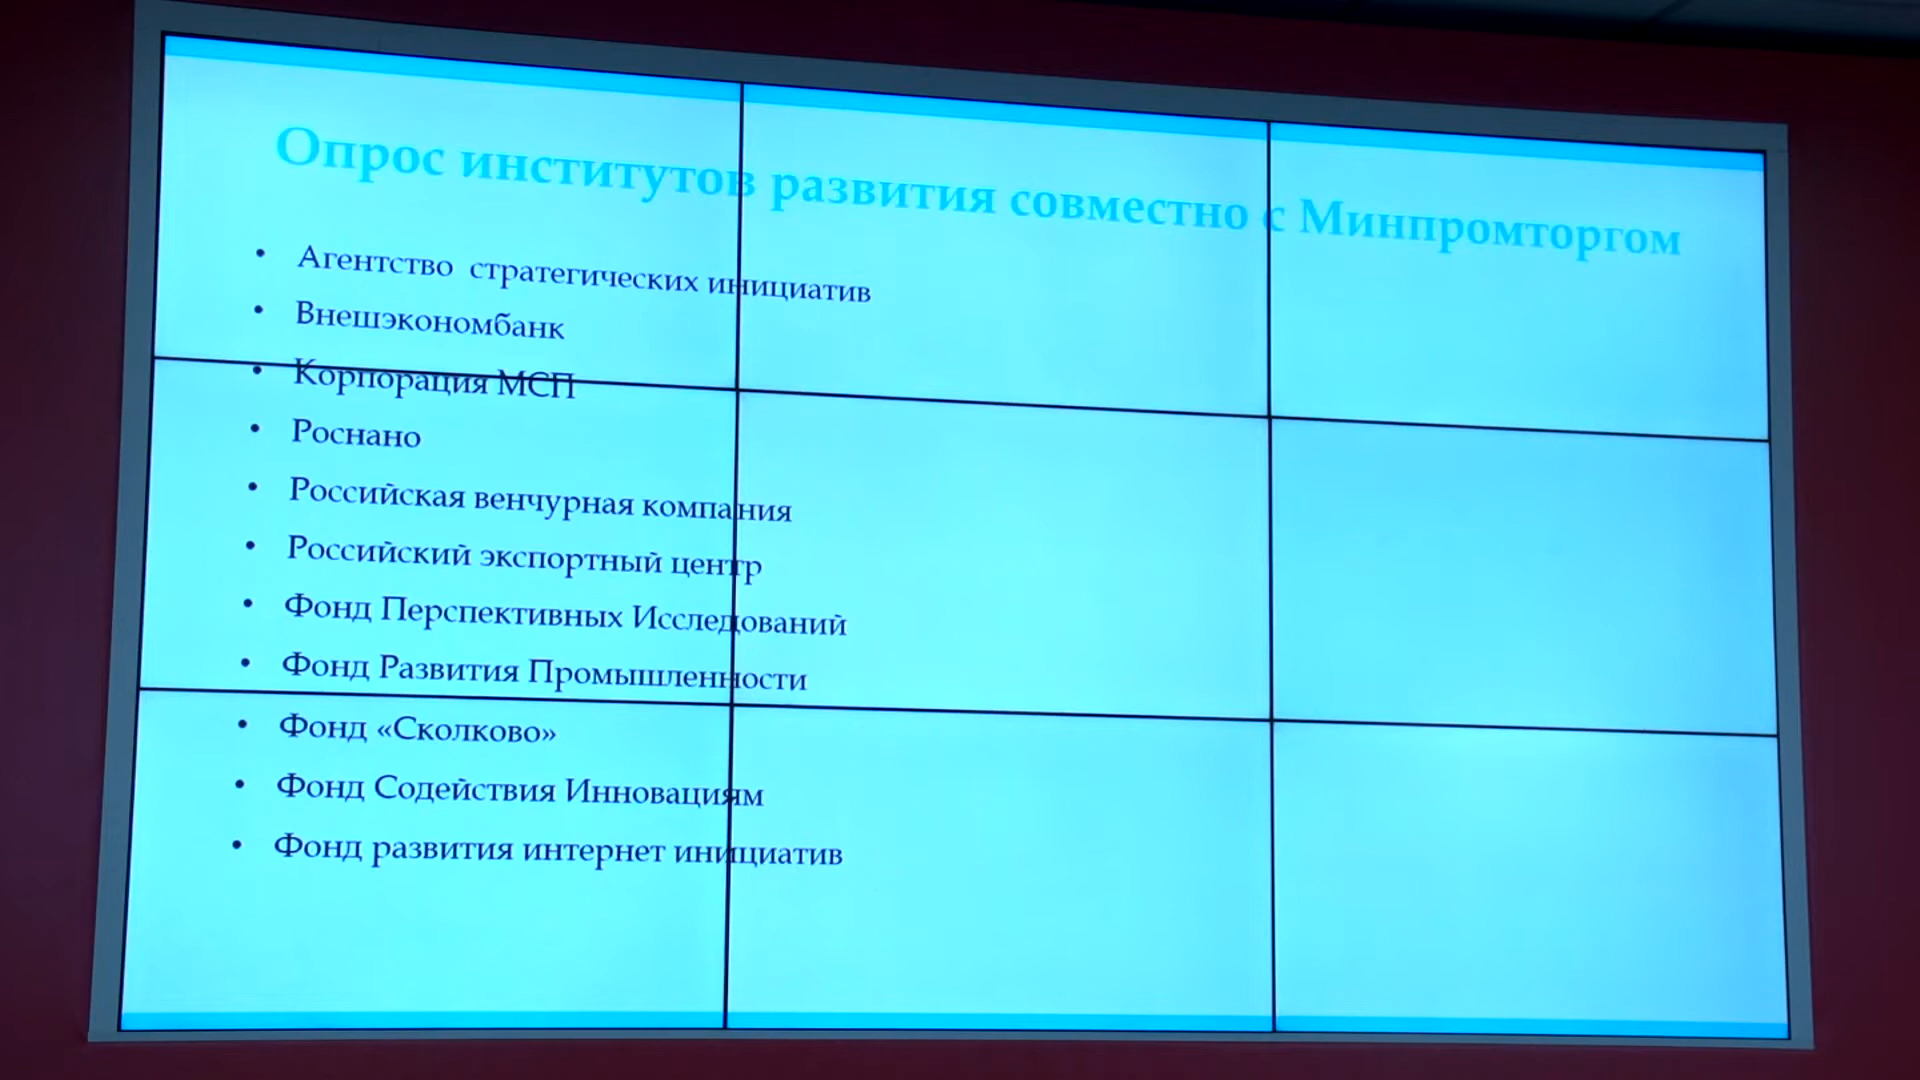 Опрос институтов развития совместно с Минпромторгом
• Агентство стратегических инициатив
• Внешэкономбанк
• Корпорация МСП
• Роснано
• Российская венчурная компания
• Российский экспортный центр
• Фонд Перспективных Исследований
• Фонд Развития Промышленности
• Фонд «Сколково»
• Фонд Содействия Инновациям
• Фонд развития интернет инициатив